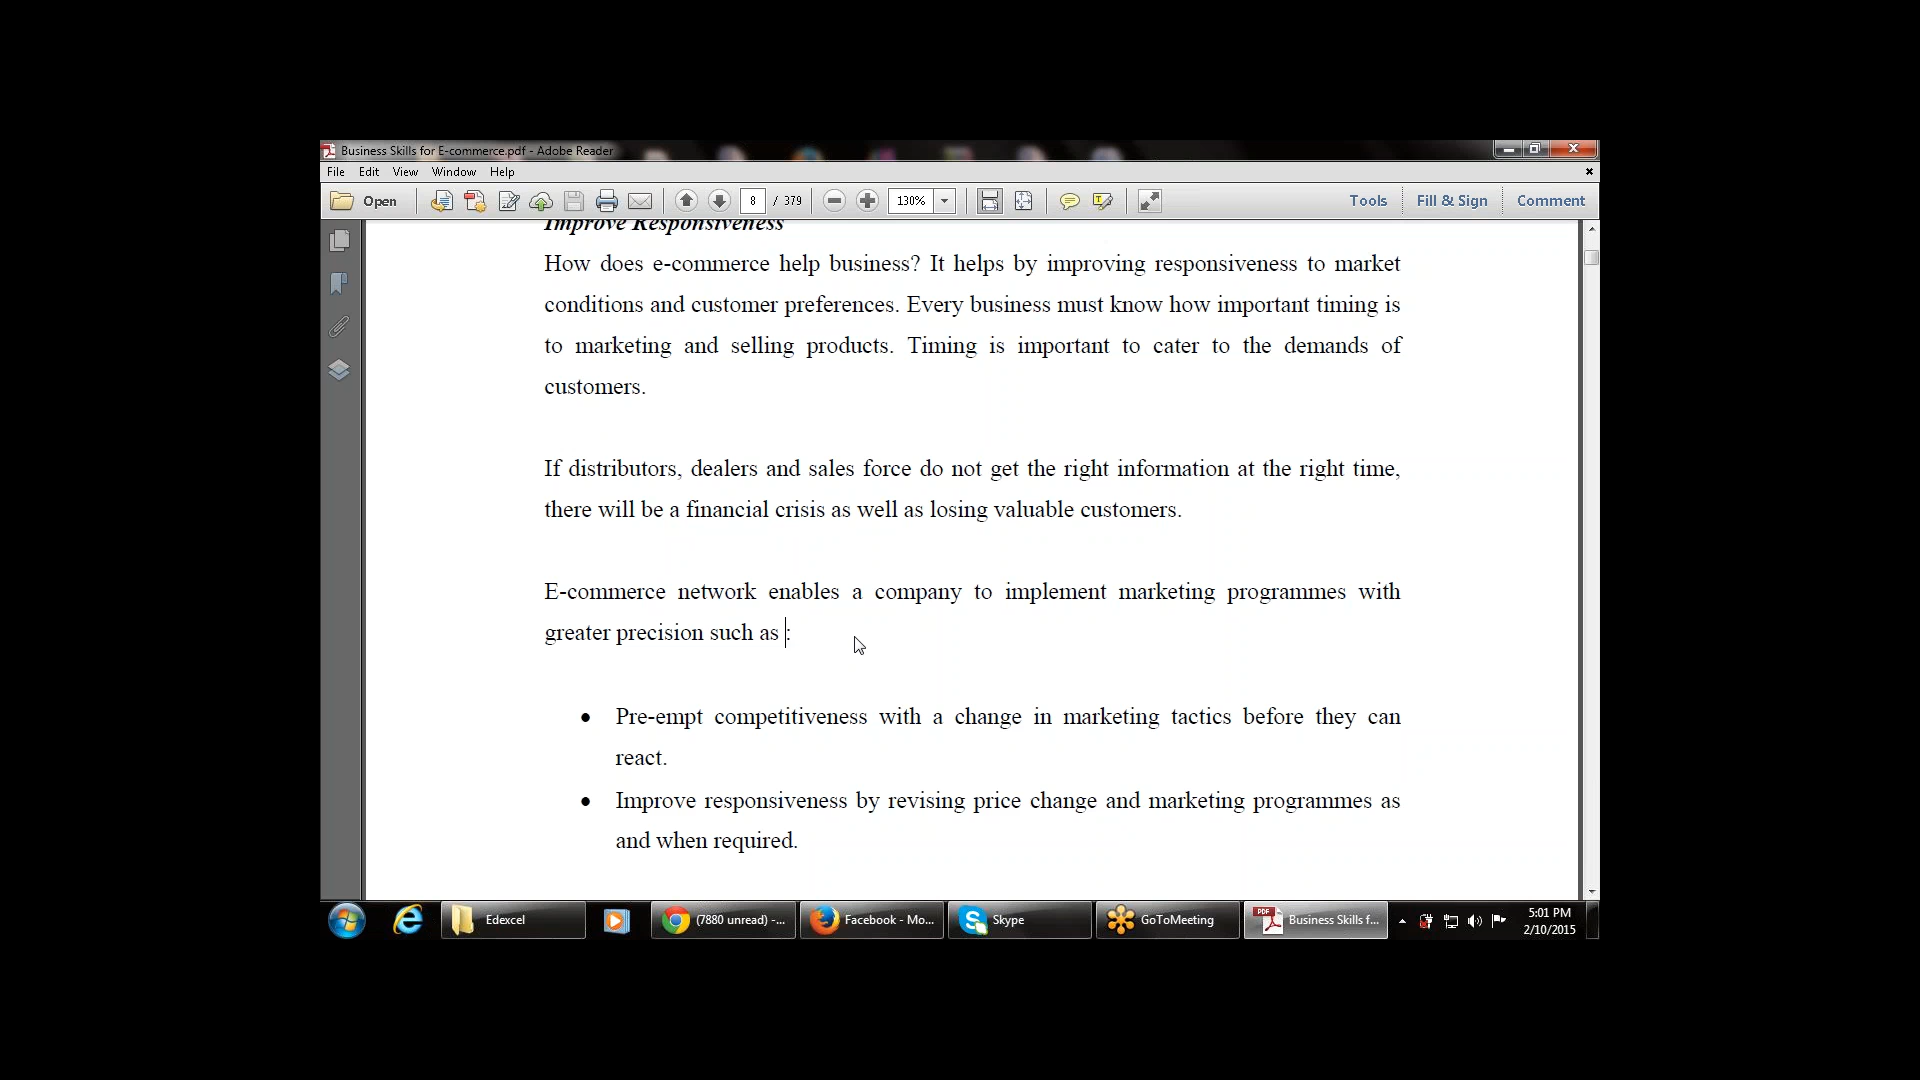 Business Skills for E-commerce.pdf - Adobe Reader
File Edit View Window Help
Open 8 / 379 130% Tools Fill & Sign Comment
Improve Responsiveness
How does e-commerce help business? It helps by improving responsiveness to market
conditions and customer preferences. Every business must know how important timing is
to marketing and selling products. Timing is important to cater to the demands of
customers.
If distributors, dealers and sales force do not get the right information at the right time,
there will be a financial crisis as well as losing valuable customers.
E-commerce network enables a company to implement marketing programmes with
greater precision such as :
• Pre-empt competitiveness with a change in marketing tactics before they can
react.
• Improve responsiveness by revising price change and marketing programmes as
and when required.
Edexcel (7880 unread) -... Facebook - Mo... Skype GoToMeeting Business Skills f... 5:01 PM
2/10/2015